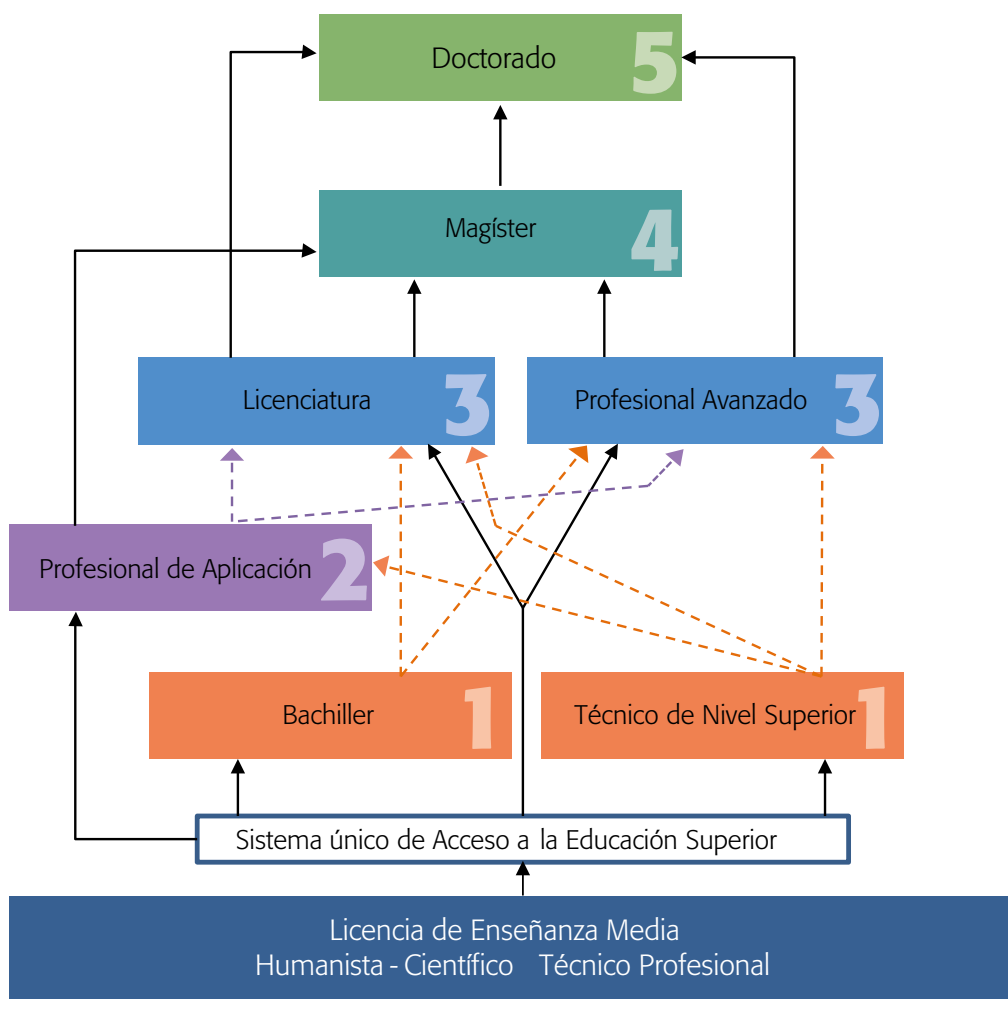 Doctorado 5
Magíster 4
Licenciatura 3
Profesional Avanzado 3
Profesional de Aplicación 2
Bachiller 1
Técnico de Nivel Superior 1
Sistema único de Acceso a la Educación Superior
Licencia de Enseñanza Media
Humanista - Científico Técnico Profesional